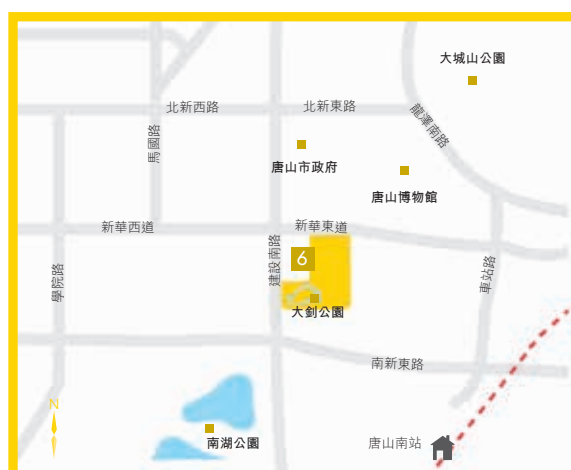 大城山公園
北新西路
北新東路
龍澤南路
馬國路
唐山市政府
唐山博物館
新華西道
新華東道
建設南路
6
學院路
車站路
大釗公園
南新東路
N
南湖公園
唐山南站